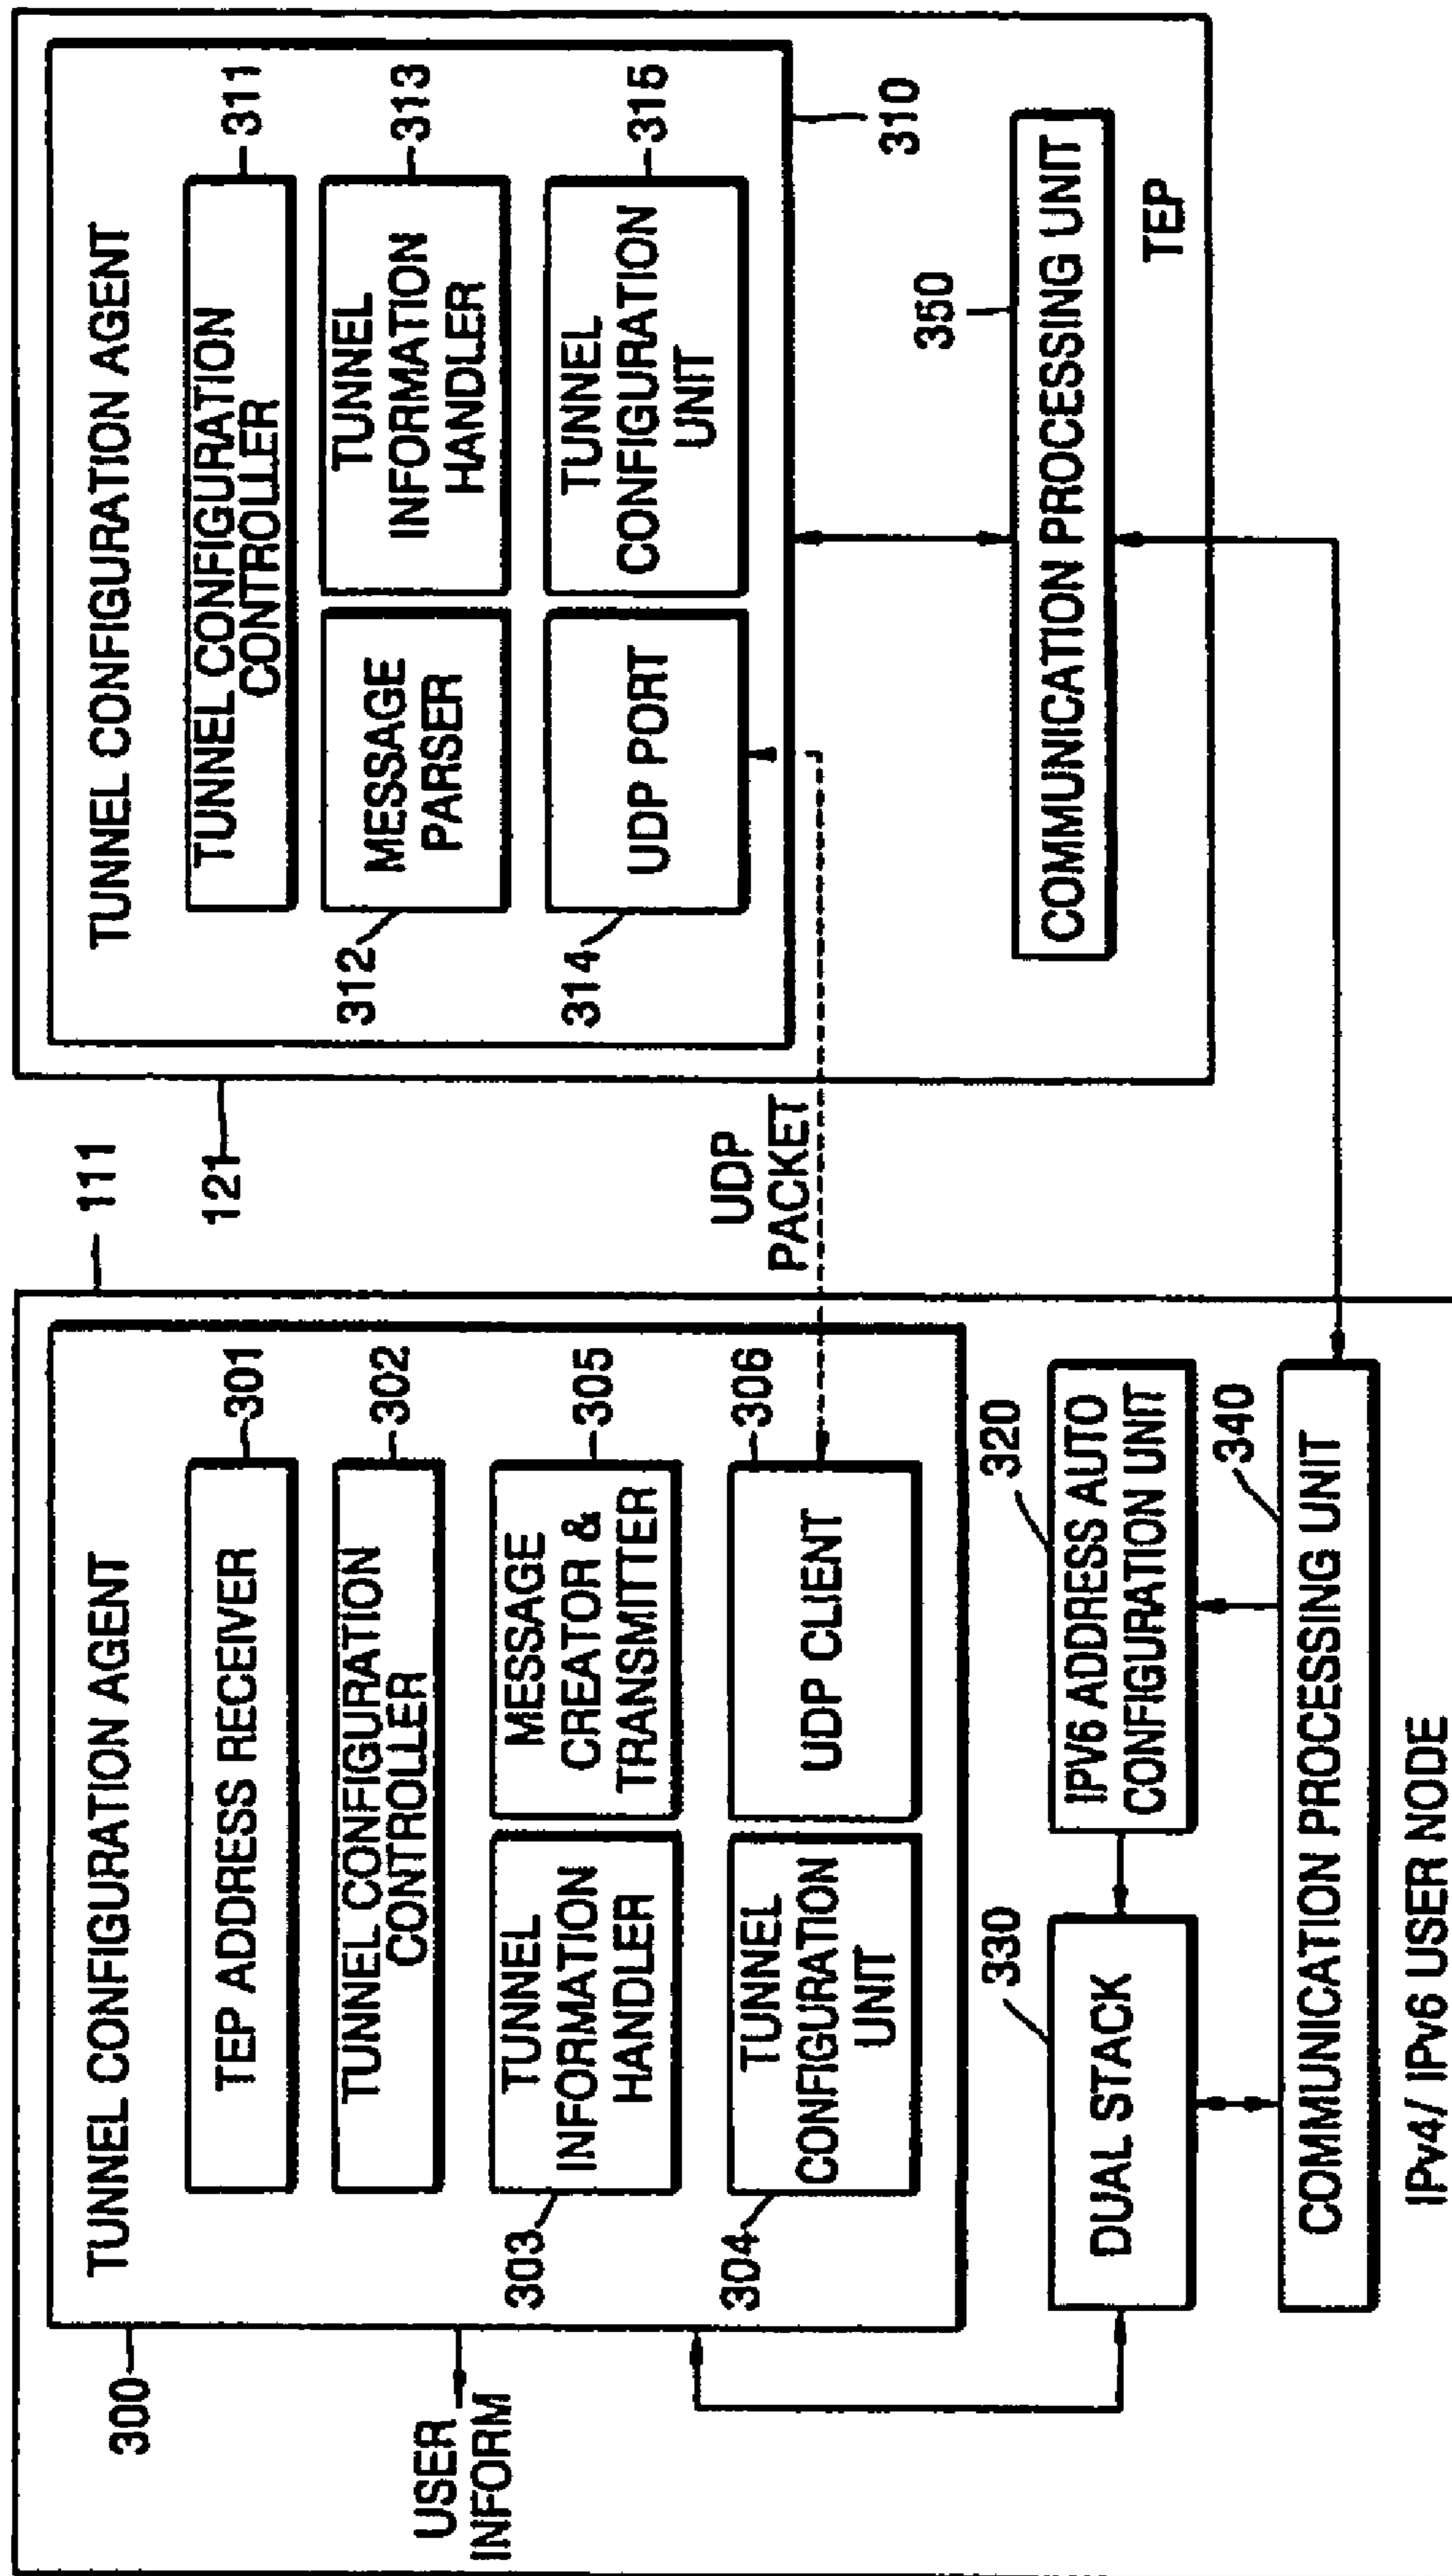 111
300
TUNNEL CONFIGURATION AGENT
TEP ADDRESS RECEIVER
301
TUNNEL CONFIGURATION
CONTROLLER
302
303
TUNNEL
INFORMATION
HANDLER
MESSAGE
CREATOR &
TRANSMITTER
305
304
TUNNEL
CONFIGURATION
UNIT
UDP CLIENT
306
USER
INFORM
330
DUAL STACK
320
IPV6 ADDRESS AUTO
CONFIGURATION UNIT
340
COMMUNICATION PROCESSING UNIT
IPv4/ IPv6 USER NODE
UDP
PACKET
121
TUNNEL CONFIGURATION AGENT
TUNNEL CONFIGURATION
CONTROLLER
311
312
MESSAGE
PARSER
TUNNEL
INFORMATION
HANDLER
313
314
UDP PORT
TUNNEL
CONFIGURATION
UNIT
315
310
350
COMMUNICATION PROCESSING UNIT
TEP